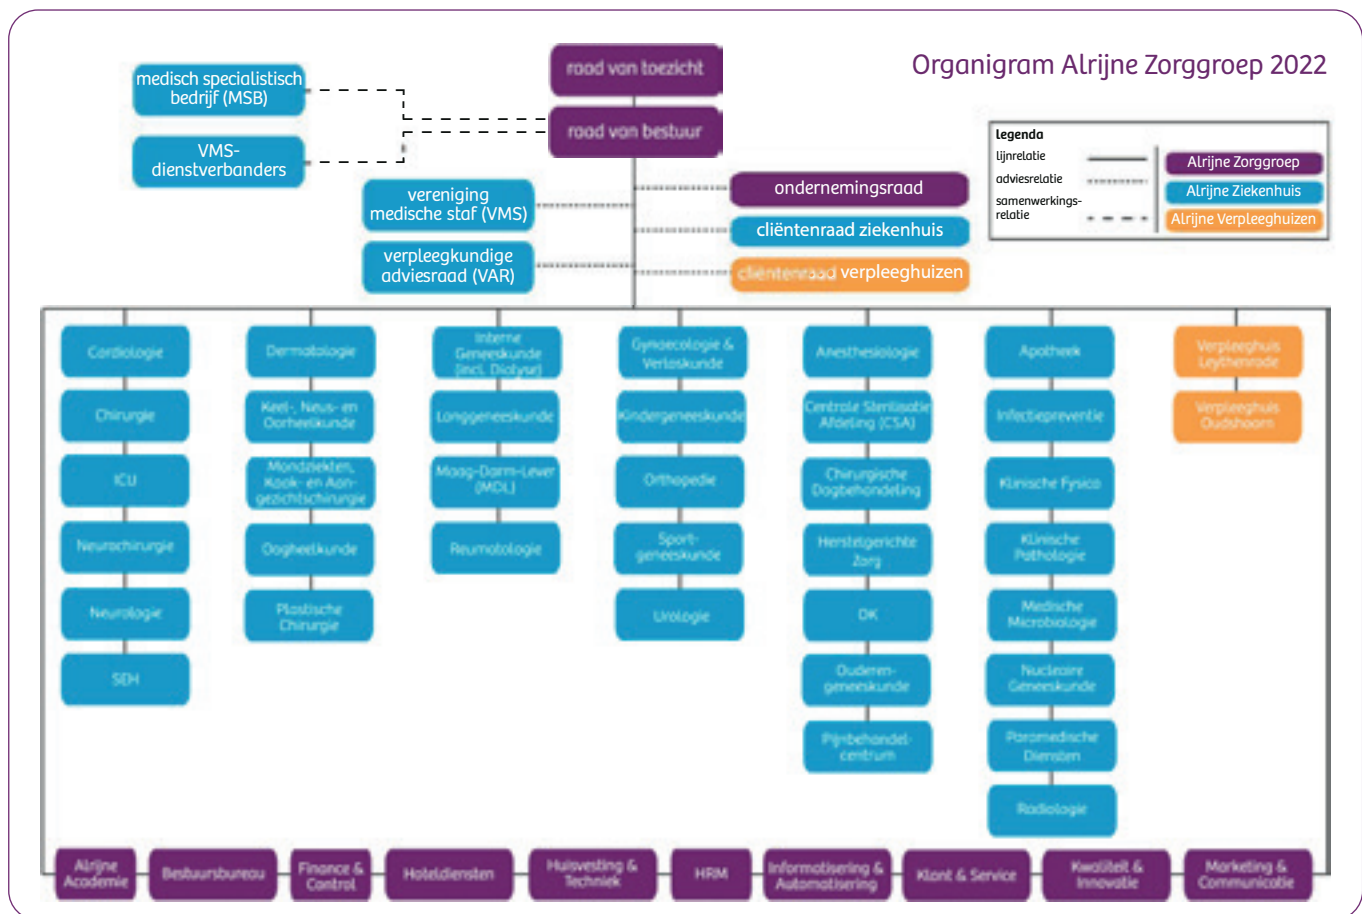 Organigram Alrijne Zorggroep 2022
raad van toezicht
raad van bestuur
medisch specialistisch
bedrijf (MSB)
VMS-
dienstverbanders
Legenda
lijnrelatie
adviesrelatie
samenwerkings-
relatie
Alrijne Zorggroep
Alrijne Ziekenhuis
Alrijne Verpleeghuizen
vereniging
medische staf (VMS)
verpleegkundige
adviesraad (VAR)
ondernemingsraad
cliëntenraad ziekenhuis
cliëntenraad verpleeghuizen
Cardiologie
Chirurgie
ICU
Neurochirurgie
Neurologie
SEH
Dermatologie
Keel-, Neus- en
Oorheelkunde
Mondziekten,
Kaak- en Aan-
gezichtschirurgie
Oogheelkunde
Plastische
Chirurgie
Interne
Geneeskunde
(incl. Dialyse)
Longgeneeskunde
Maag-Darm-Lever
(MDL)
Reumatologie
Gynaecologie &
Verloskunde
Kindergeneeskunde
Orthopedie
Sport-
geneeskunde
Urologie
Anesthesiologie
Centrale Sterilisatie
Afdeling (CSA)
Chirurgische
Dagbehandeling
Herstelgerichte
Zorg
OK
Ouderen-
geneeskunde
Pijnbehandel-
centrum
Apotheek
Infectiepreventie
Klinische Fysica
Klinische
Pathologie
Medische
Microbiologie
Nucleaire
Geneeskunde
Paramedische
Diensten
Radiologie
Verpleeghuis
Leythenrode
Verpleeghuis
Oudshoorn
Alrijne
Academie
Bestuursbureau
Finance &
Control
Hoteldiensten
Huisvesting &
Techniek
HRM
Informatisering &
Automatisering
Klant & Service
Kwaliteit &
Innovatie
Marketing &
Communicatie